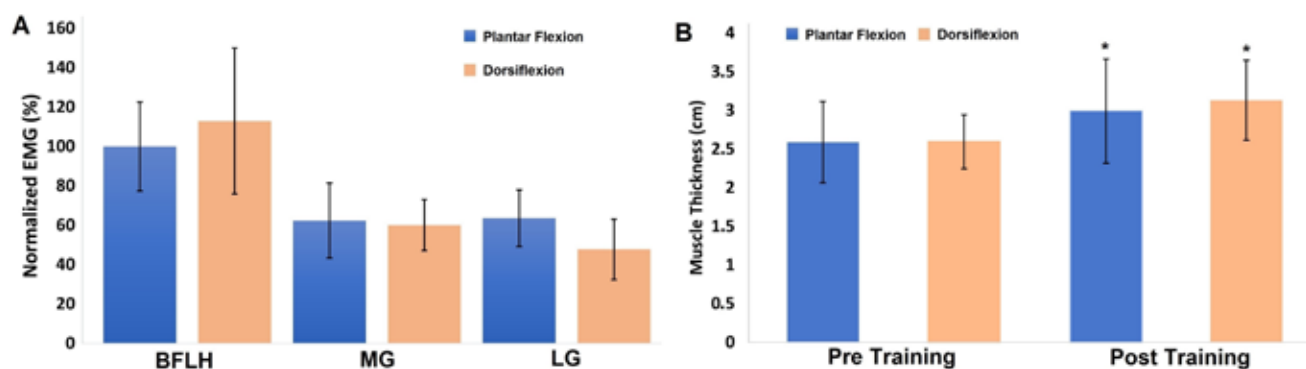 A
Normalized EMG (%)
160
140
120
100
80
60
40
20
0
Plantar Flexion
Dorsiflexion
BFLH MG LG
B
Muscle Thickness (cm)
4
3.5
3
2.5
2
1.5
1
0.5
0
Plantar Flexion Dorsiflexion
* *
Pre Training Post Training